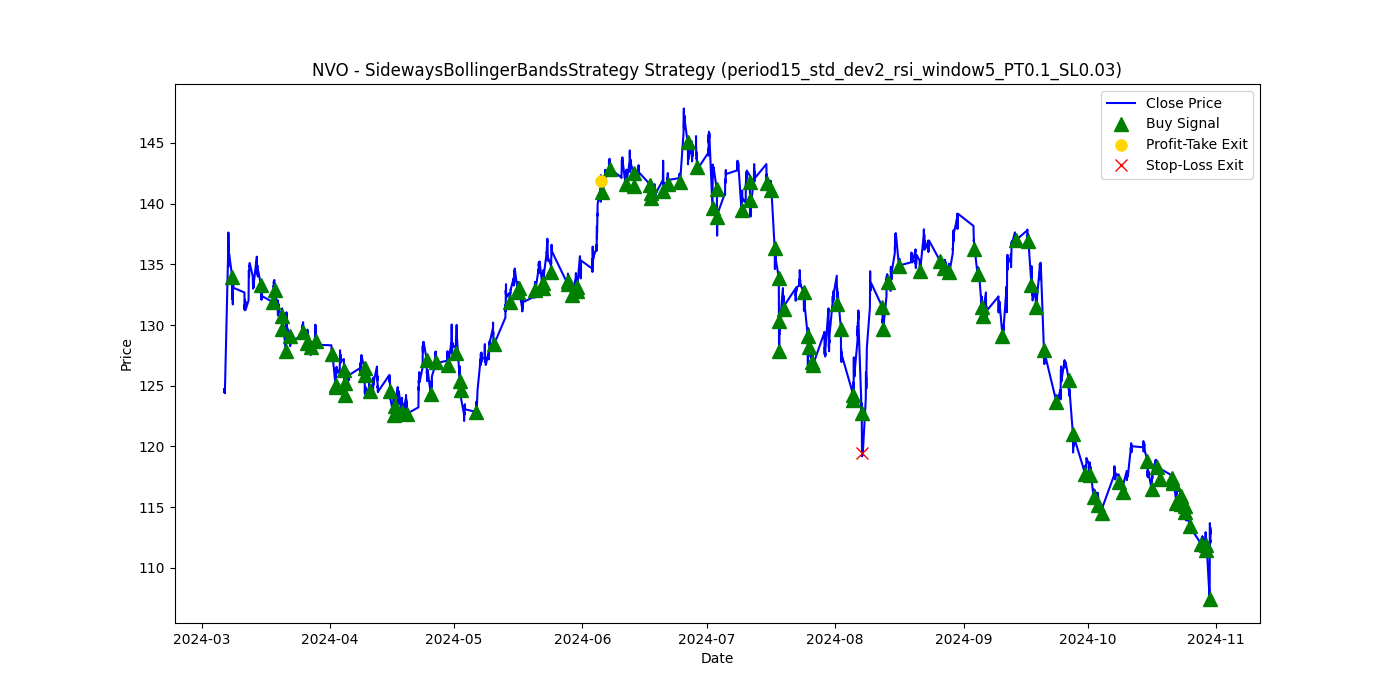 NVO - SidewaysBollingerBandsStrategy Strategy (period15_std_dev2_rsi_window5_PT0.1_SL0.03)
Close Price
Buy Signal
Profit-Take Exit
Stop-Loss Exit
Price
145
140
135
130
125
120
115
110
2024-03
2024-04
2024-05
2024-06
2024-07
2024-08
2024-09
2024-10
2024-11
Date